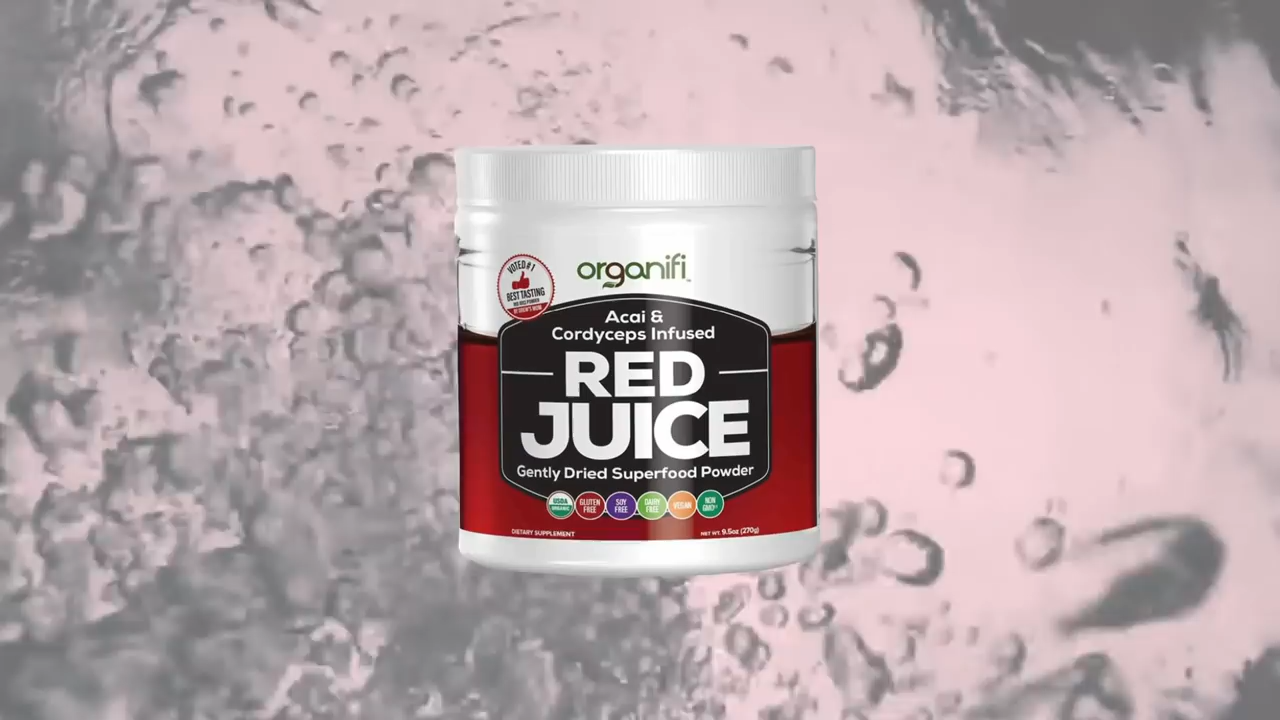 organifi
VOTED #1
BEST TASTING
Acai &
Cordyceps Infused
RED
JUICE
Gently Dried Superfood Powder
USDA
ORGANIC
GLUTEN
FREE
SOY
FREE
DAIRY
FREE
VEGAN
NON
GMO
DIETARY SUPPLEMENT
NET WT. 9.5oz (270g)